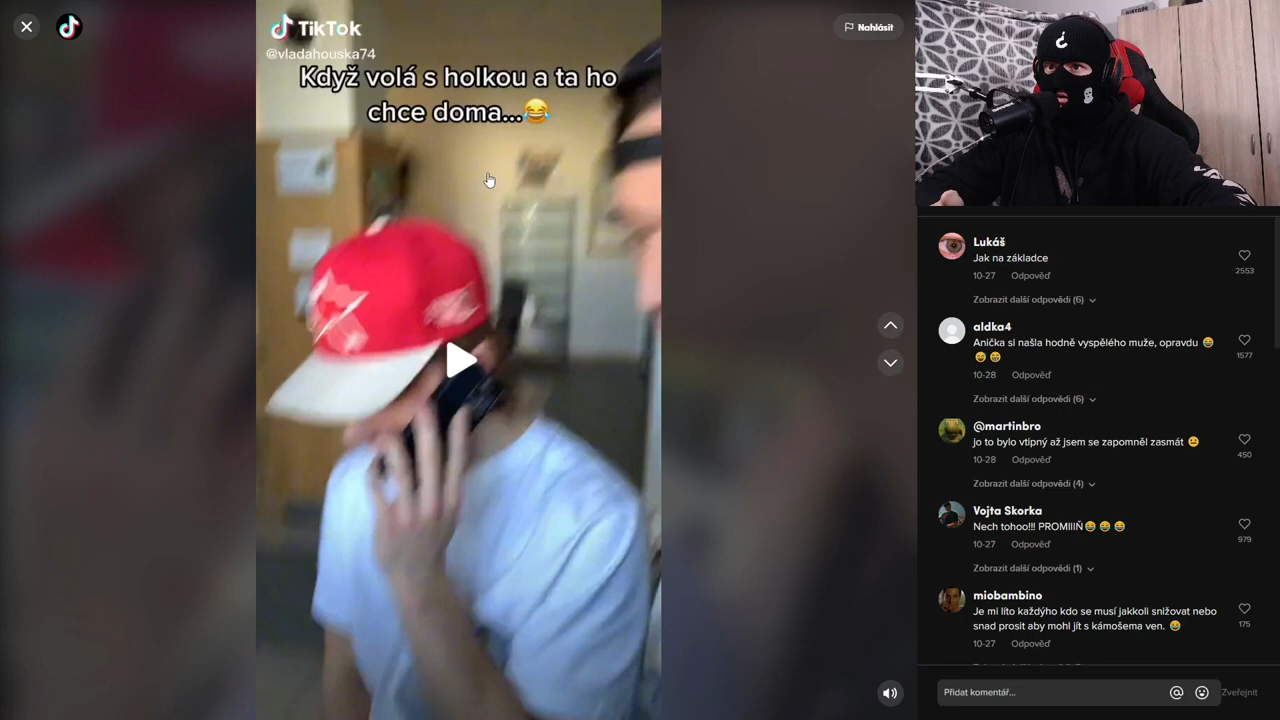 TikTok
@vladahouska74
Když volá s holkou a ta ho
chce doma...😂
Nahlásit
Lukáš
Jak na základce
10-27 Odpověď
2553
Zobrazit další odpovědi (6)
aldka4
Anička si našla hodně vyspělého muže, opravdu 😂
😄 😁
1577
10-28 Odpověď
Zobrazit další odpovědi (6)
@martinbro
jo to bylo vtipný až jsem se zapomněl zasmát 😐
450
10-28 Odpověď
Zobrazit další odpovědi (4)
Vojta Skorka
Nech tohoo!!! PROMIIIŇ😂 😂 😂
979
10-27 Odpověď
Zobrazit další odpovědi (1)
miobambino
Je mi líto každýho kdo se musí jakkoli snižovat nebo
snad prosit aby mohl jít s kámošema ven. 😂
175
10-27 Odpověď
Přidat komentář...
Zveřejnit